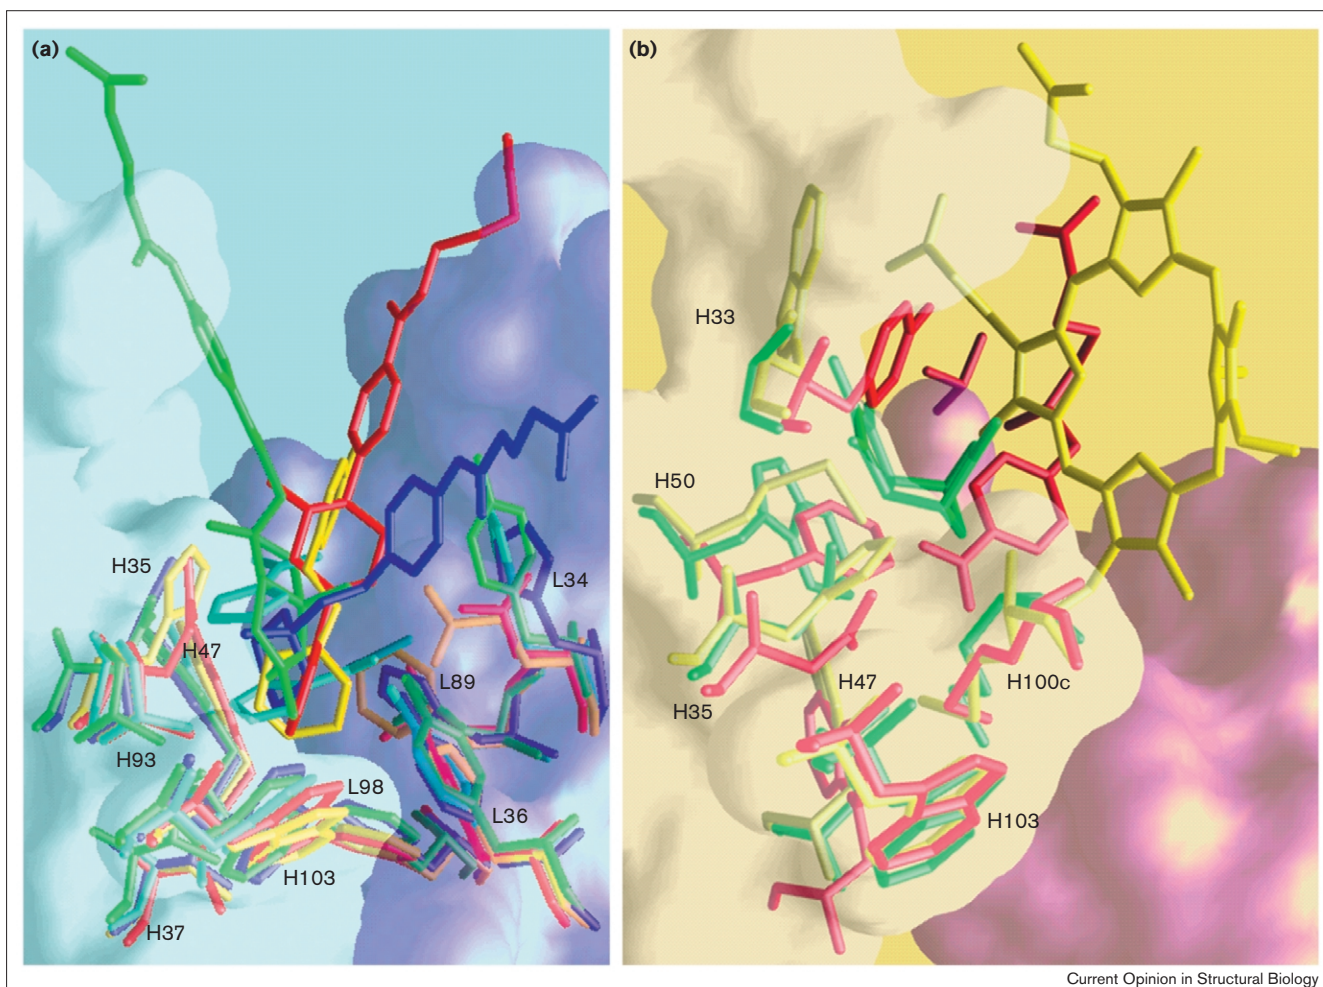 (a)
H35
H47
H93
L34
L89
L98
L36
H103
H37
(b)
H33
H50
H35
H47
H100c
H103
Current Opinion in Structural Biology